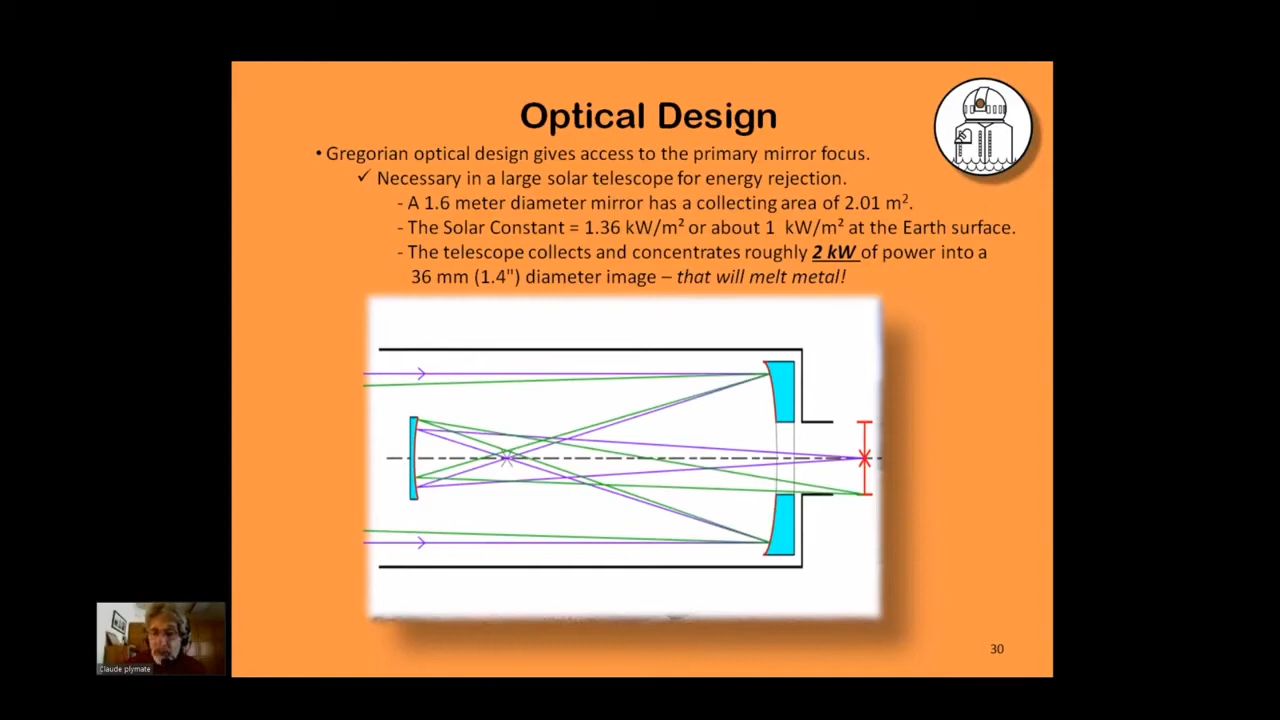 Optical Design
• Gregorian optical design gives access to the primary mirror focus.
✓ Necessary in a large solar telescope for energy rejection.
- A 1.6 meter diameter mirror has a collecting area of 2.01 m².
- The Solar Constant = 1.36 kW/m² or about 1 kW/m² at the Earth surface.
- The telescope collects and concentrates roughly 2 kW of power into a
36 mm (1.4") diameter image – that will melt metal!
Claude plymate
30